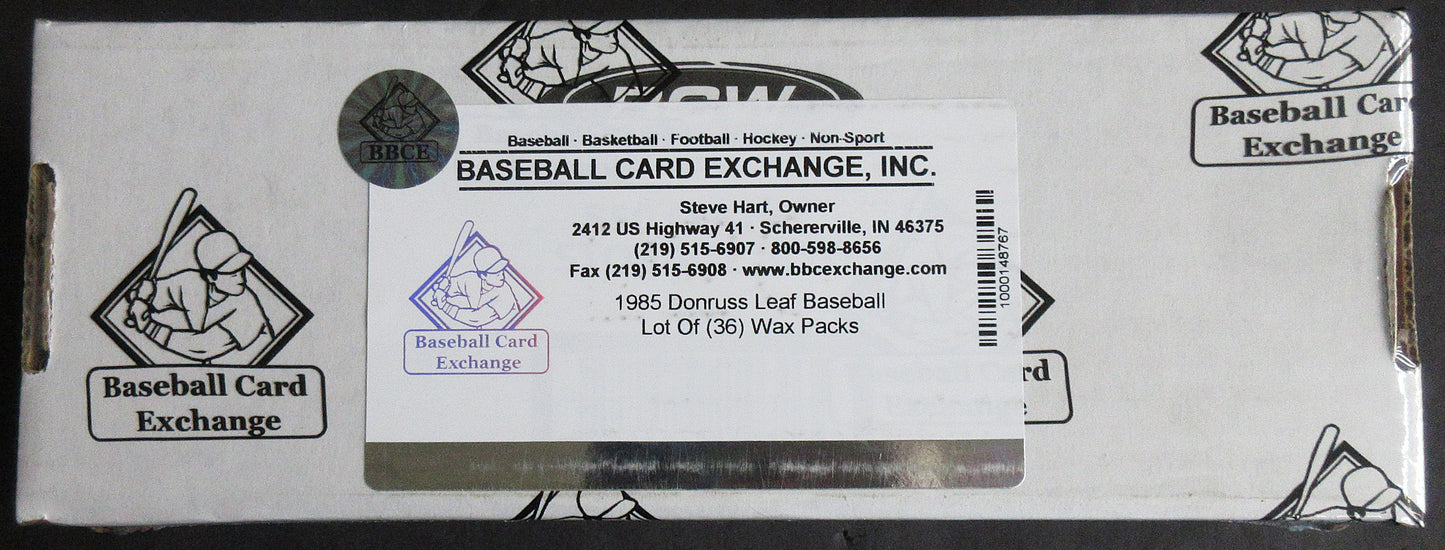 BCW
Baseball Card
Exchange
BBCE
Baseball · Basketball · Football · Hockey · Non-Sport
BASEBALL CARD EXCHANGE, INC.
Steve Hart, Owner
2412 US Highway 41 · Schererville, IN 46375
(219) 515-6907 · 800-598-8656
Fax (219) 515-6908 · www.bbcexchange.com
1985 Donruss Leaf Baseball
Lot Of (36) Wax Packs
1000148767
Baseball Card
Exchange
Baseball Card
Exchange
rd
e